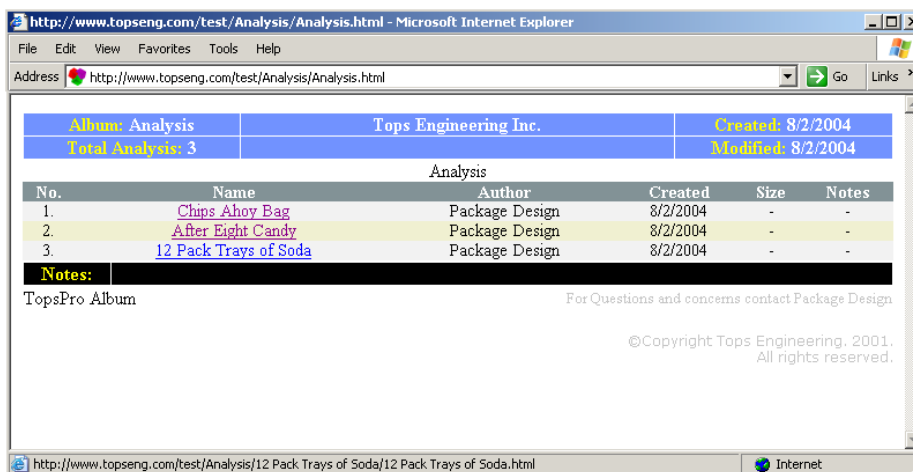 http://www.topseng.com/test/Analysis/Analysis.html - Microsoft Internet Explorer
File Edit View Favorites Tools Help
Address http://www.topseng.com/test/Analysis/Analysis.html Go Links »
Album: Analysis Tops Engineering Inc. Created: 8/2/2004
Total Analysis: 3 Modified: 8/2/2004
Analysis
No. Name Author Created Size Notes
1. Chips Ahoy Bag Package Design 8/2/2004 - -
2. After Eight Candy Package Design 8/2/2004 - -
3. 12 Pack Trays of Soda Package Design 8/2/2004 - -
Notes:
TopsPro Album For Questions and concerns contact Package Design
©Copyright Tops Engineering. 2001.
All rights reserved.
http://www.topseng.com/test/Analysis/12 Pack Trays of Soda/12 Pack Trays of Soda.html Internet